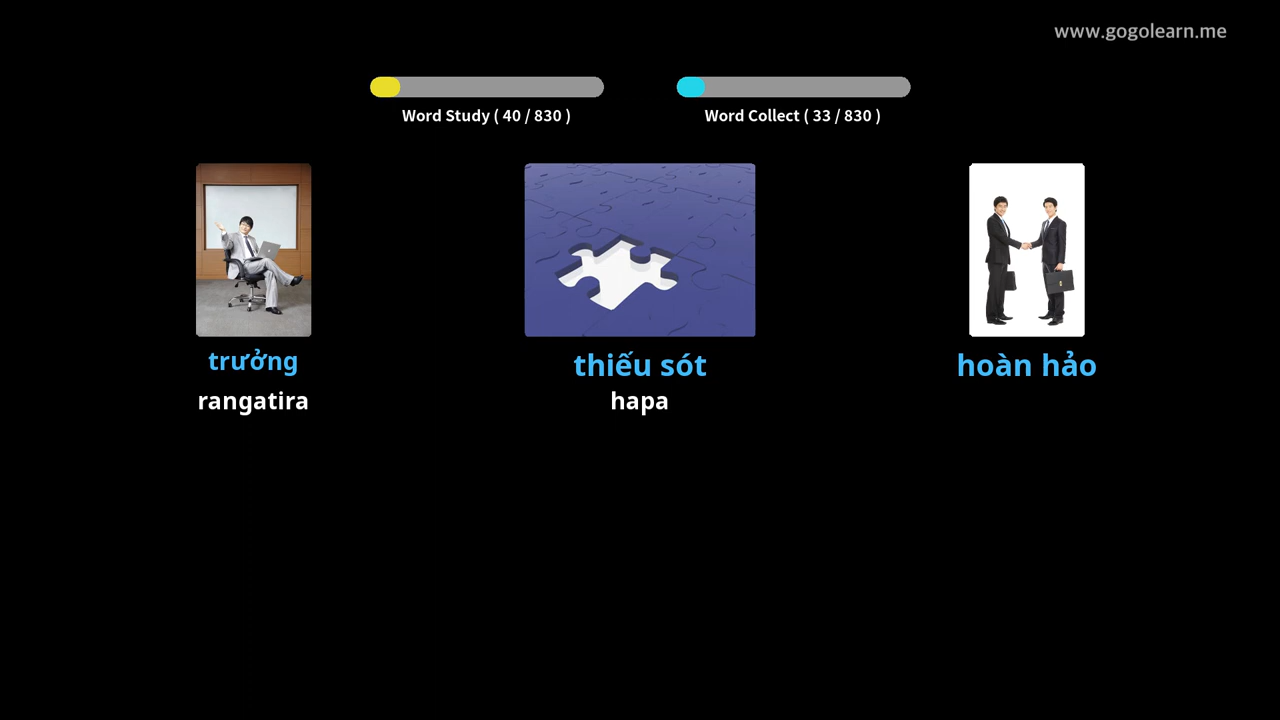 www.gogolearn.me
Word Study ( 40 / 830 )
Word Collect ( 33 / 830 )
trưởng
thiếu sót
hoàn hảo
rangatira
hapa